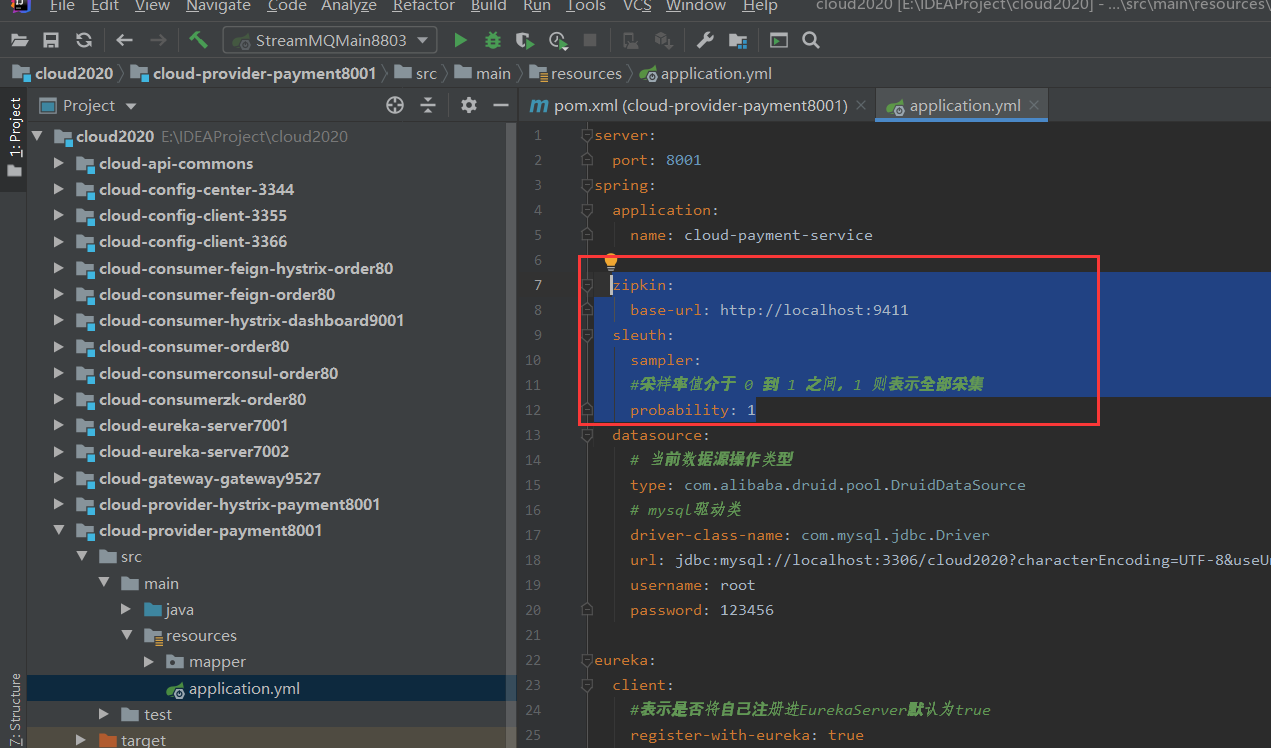 File Edit View Navigate Code Analyze Refactor Build Run Tools VCS Window Help cloud2020 [E:\IDEAProject\cloud2020] - ...\src\main\resources\
StreamMQMain8803
cloud2020 cloud-provider-payment8001 src main resources application.yml
1: Project
Project
cloud2020 E:\IDEAProject\cloud2020
cloud-api-commons
cloud-config-center-3344
cloud-config-client-3355
cloud-config-client-3366
cloud-consumer-feign-hystrix-order80
cloud-consumer-feign-order80
cloud-consumer-hystrix-dashboard9001
cloud-consumer-order80
cloud-consumerconsul-order80
cloud-consumerzk-order80
cloud-eureka-server7001
cloud-eureka-server7002
cloud-gateway-gateway9527
cloud-provider-hystrix-payment8001
cloud-provider-payment8001
src
main
java
resources
mapper
application.yml
test
target
Z: Structure
pom.xml (cloud-provider-payment8001) application.yml
1 server:
2 port: 8001
3 spring:
4 application:
5 name: cloud-payment-service
6
7 zipkin:
8 base-url: http://localhost:9411
9 sleuth:
10 sampler:
11 #采样率值介于 0 到 1 之间，1 则表示全部采集
12 probability: 1
13 datasource:
14 # 当前数据源操作类型
15 type: com.alibaba.druid.pool.DruidDataSource
16 # mysql驱动类
17 driver-class-name: com.mysql.jdbc.Driver
18 url: jdbc:mysql://localhost:3306/cloud2020?characterEncoding=UTF-8&useUn
19 username: root
20 password: 123456
21
22 eureka:
23 client:
24 #表示是否将自己注册进EurekaServer默认为true
25 register-with-eureka: true